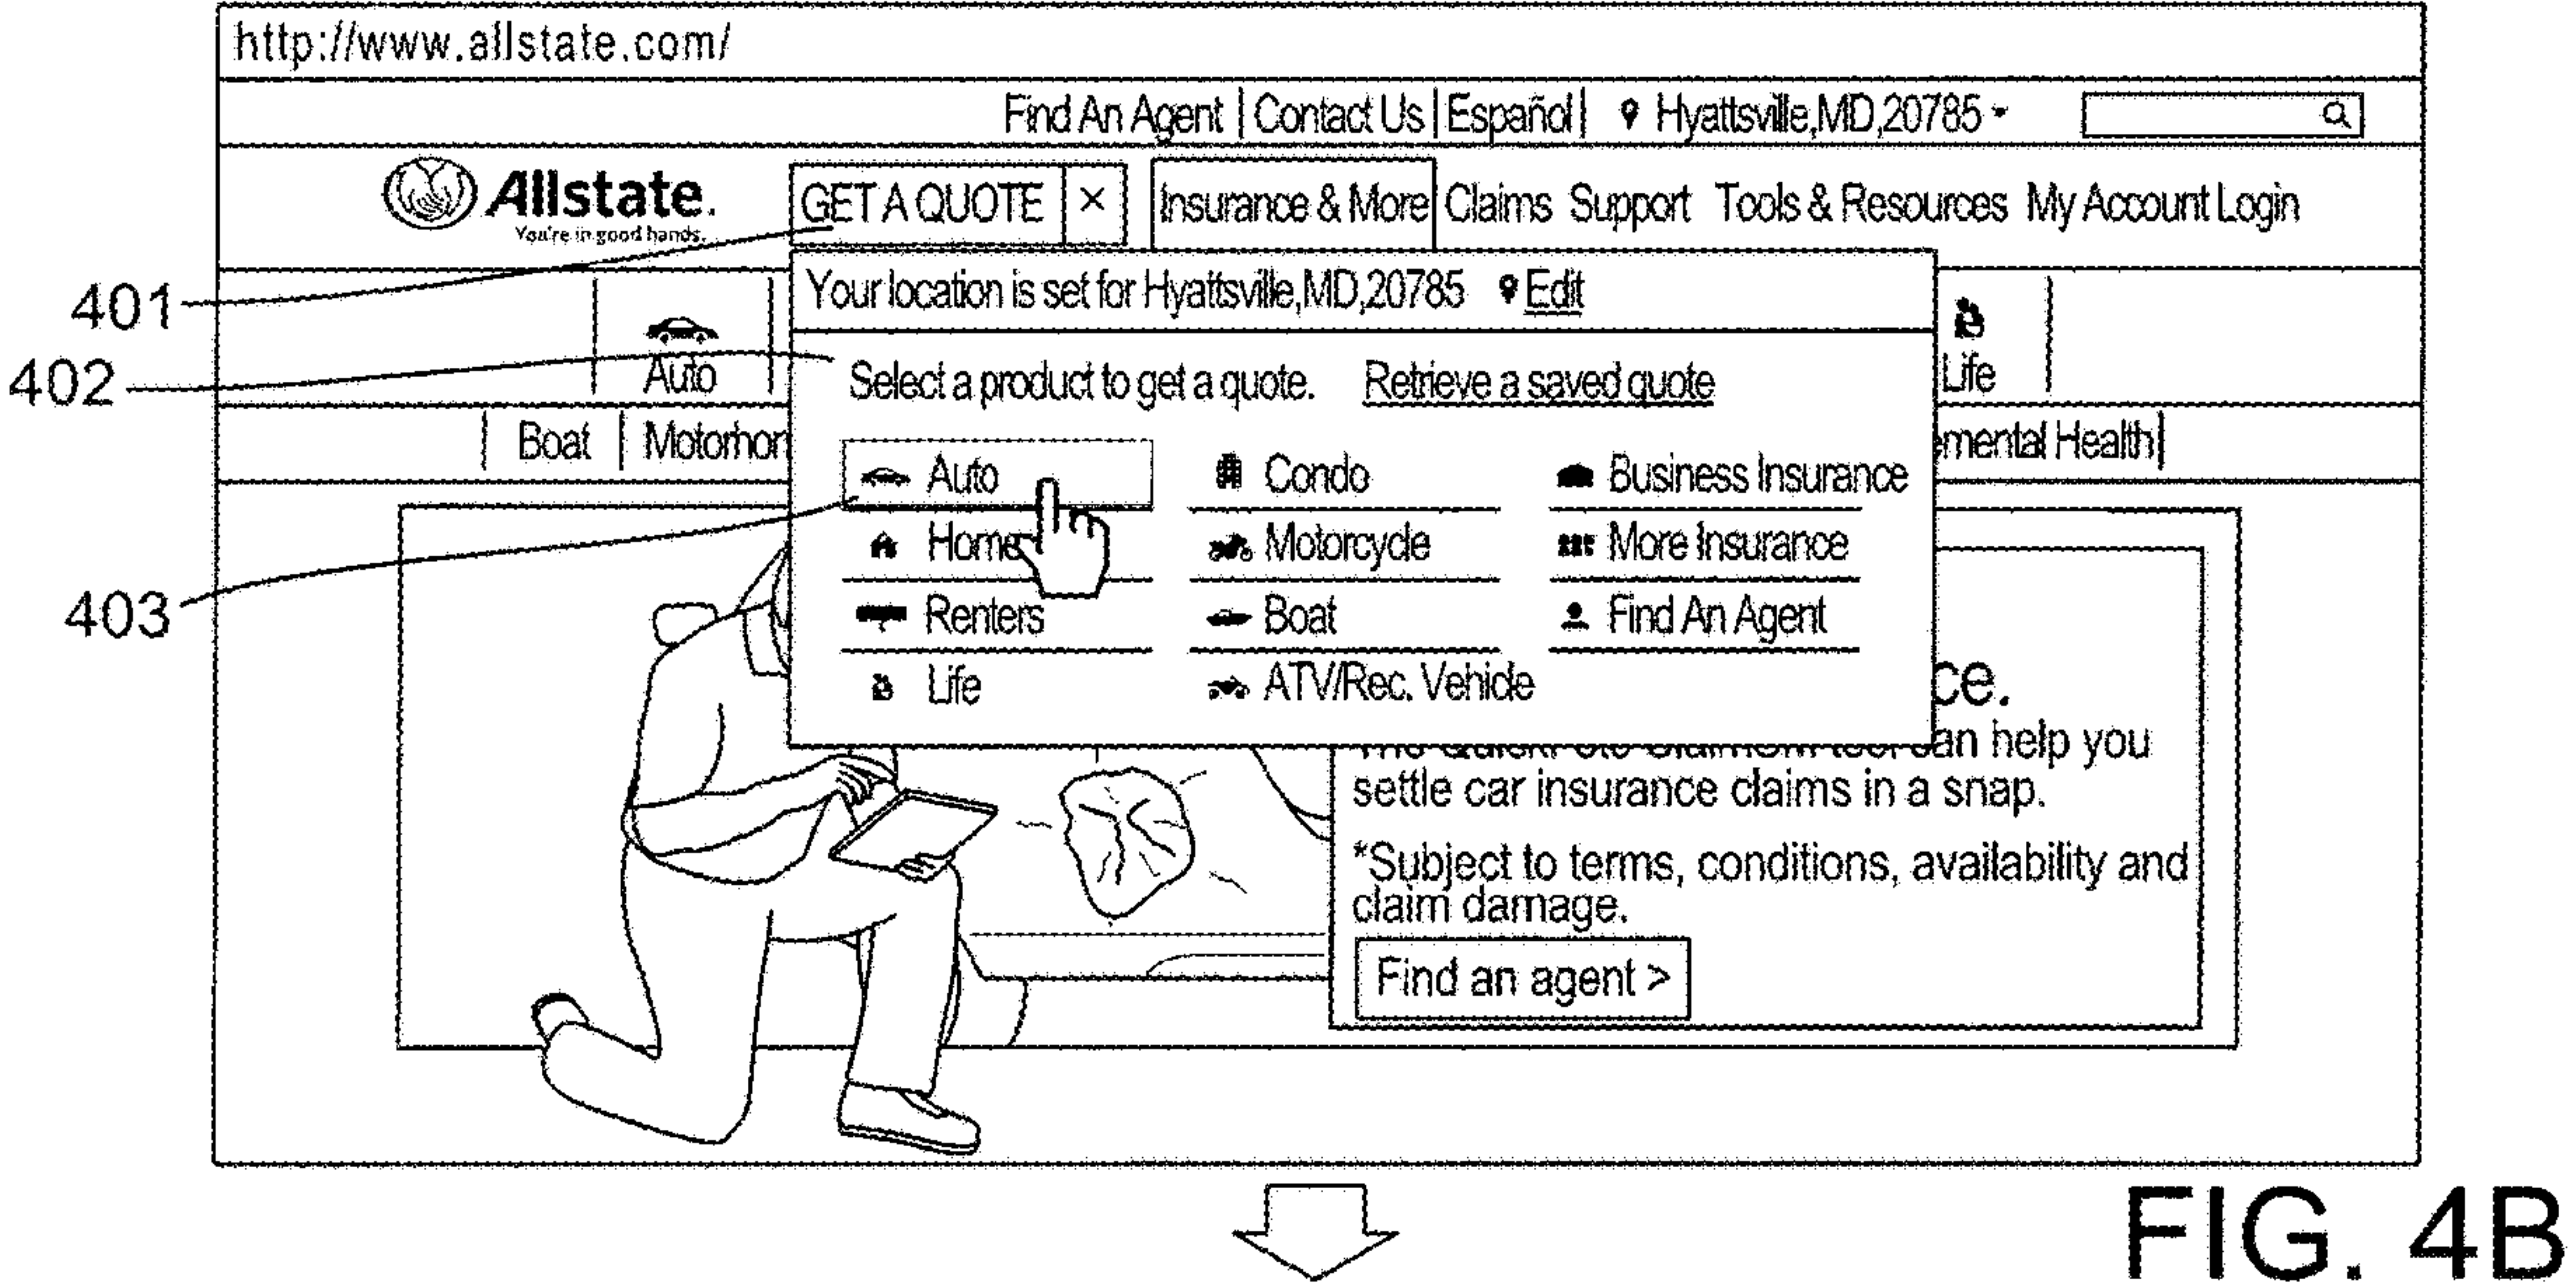 http://www.allstate.com/
Find An Agent | Contact Us | Español | Hyattsville,MD,20785
Allstate.
You're in good hands.
GET A QUOTE × Insurance & More Claims Support Tools & Resources My Account Login
401
Your location is set for Hyattsville,MD,20785 Edit
Auto
Life
402
Select a product to get a quote. Retrieve a saved quote
Boat | Motorhom
emental Health
Auto Condo Business Insurance
Home Motorcycle More Insurance
403
Renters Boat Find An Agent
Life ATV/Rec. Vehicle
ce.
an help you
settle car insurance claims in a snap.
*Subject to terms, conditions, availability and
claim damage.
Find an agent >
FIG. 4B